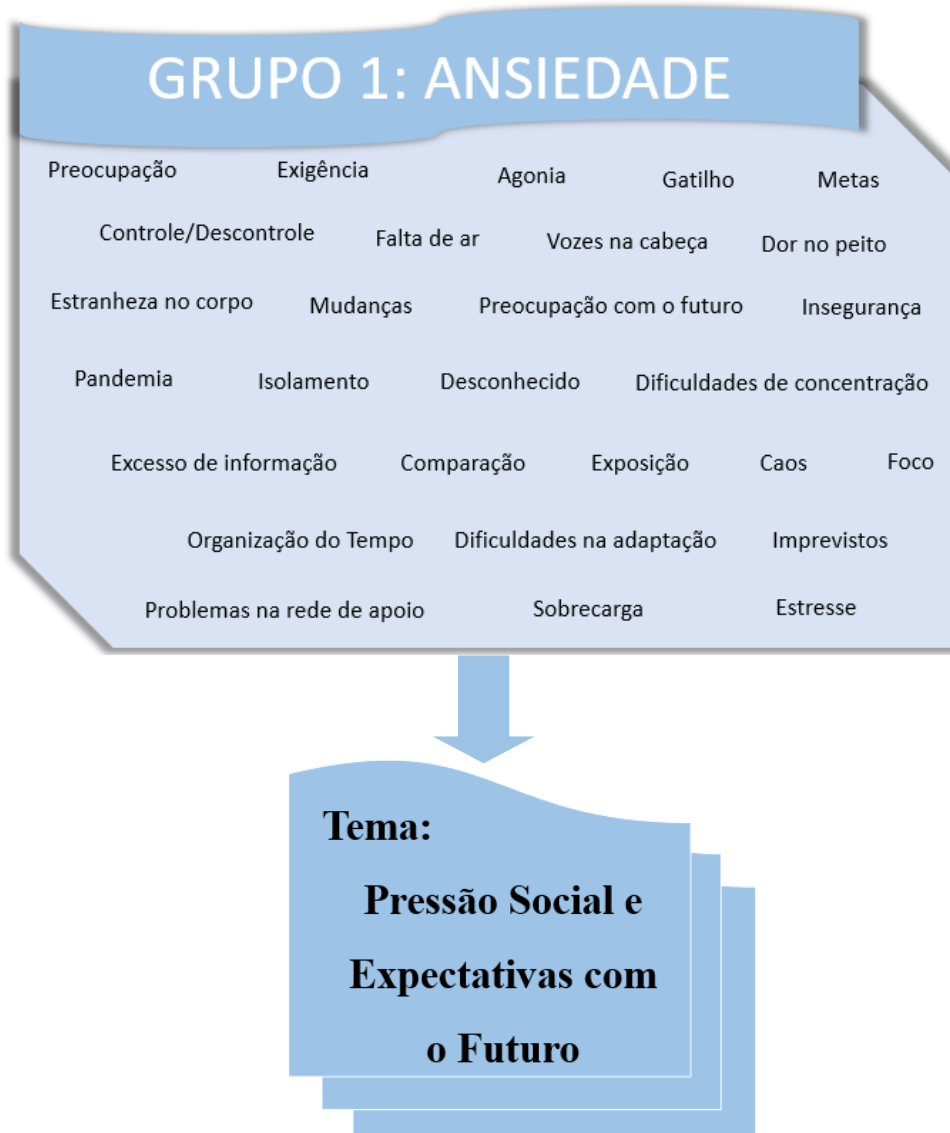 GRUPO 1: ANSIEDADE
Preocupação Exigência Agonia Gatilho Metas
Controle/Descontrole Falta de ar Vozes na cabeça Dor no peito
Estranheza no corpo Mudanças Preocupação com o futuro Insegurança
Pandemia Isolamento Desconhecido Dificuldades de concentração
Excesso de informação Comparação Exposição Caos Foco
Organização do Tempo Dificuldades na adaptação Imprevistos
Problemas na rede de apoio Sobrecarga Estresse
Tema:
Pressão Social e
Expectativas com
o Futuro